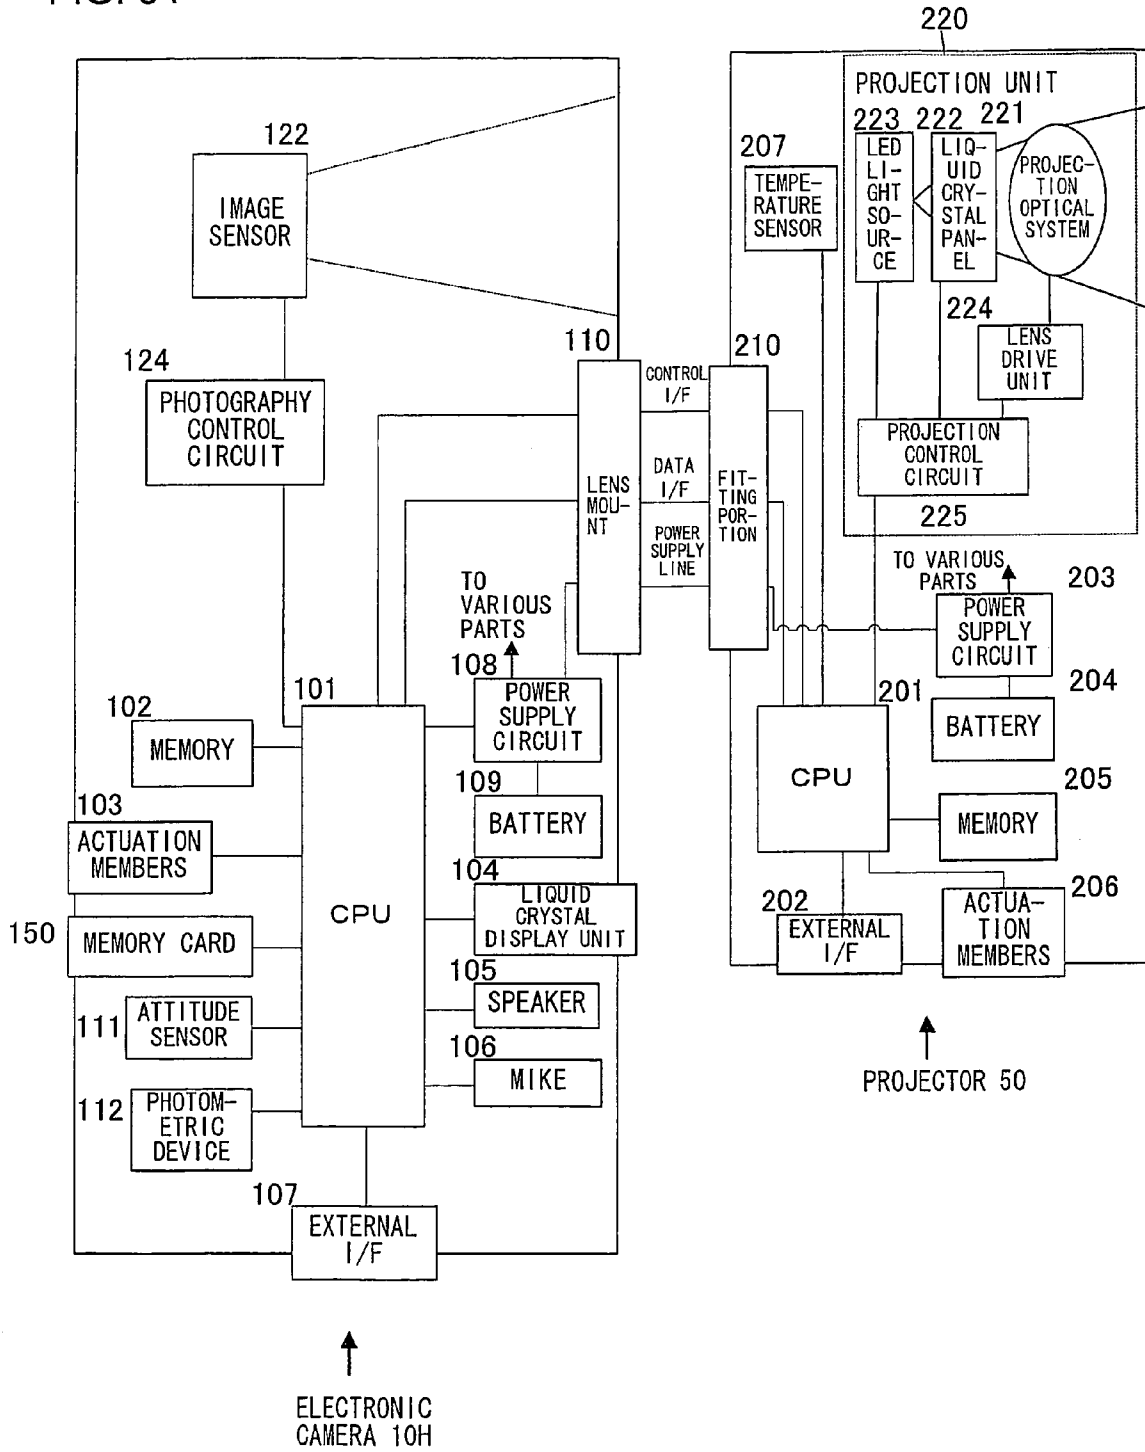 220
PROJECTION UNIT
223
222
221
LED
LI-
GHT
SO-
UR-
CE
LIQ-
UID
CRY-
STAL
PAN-
EL
PROJEC-
TION
OPTICAL
SYSTEM
224
LENS
DRIVE
UNIT
PROJECTION
CONTROL
CIRCUIT
225
207
TEMPE-
RATURE
SENSOR
122
IMAGE
SENSOR
124
PHOTOGRAPHY
CONTROL
CIRCUIT
110
LENS
MOU-
NT
CONTROL
I/F
DATA
I/F
POWER
SUPPLY
LINE
210
FIT-
TING
POR-
TION
TO VARIOUS
PARTS
203
POWER
SUPPLY
CIRCUIT
204
BATTERY
201
CPU
205
MEMORY
206
ACTUA-
TION
MEMBERS
202
EXTERNAL
I/F
PROJECTOR 50
TO
VARIOUS
PARTS
108
POWER
SUPPLY
CIRCUIT
109
BATTERY
101
CPU
102
MEMORY
103
ACTUATION
MEMBERS
150
MEMORY CARD
104
LIQUID
CRYSTAL
DISPLAY UNIT
105
SPEAKER
106
MIKE
111
ATTITUDE
SENSOR
112
PHOTOM-
ETRIC
DEVICE
107
EXTERNAL
I/F
ELECTRONIC
CAMERA 10H